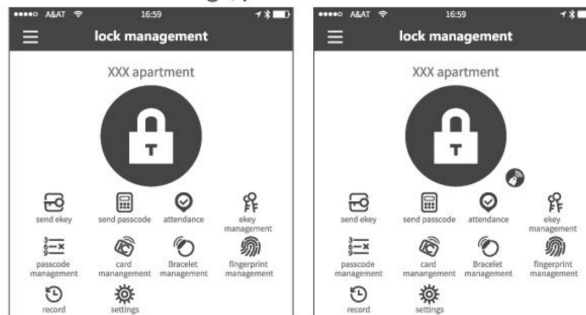 A&AT 16:59
lock management
XXX apartment
T
send ekey send passcode attendance ekey management
passcode management card manangement Bracelet management fingerprint management
record settings
A&AT 16:59
lock management
XXX apartment
T
send ekey send passcode attendance ekey management
passcode management card manangement Bracelet management fingerprint management
record settings